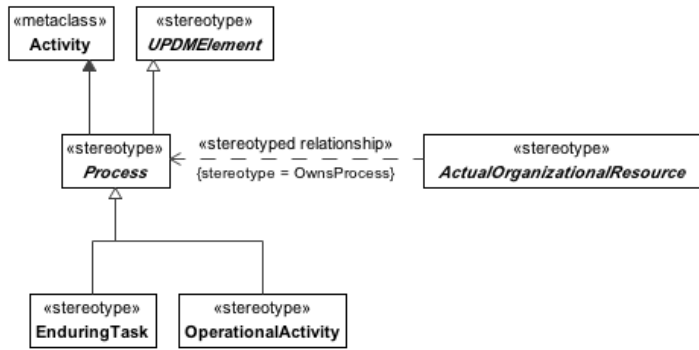 «metaclass»
Activity
«stereotype»
UPDMElement
«stereotype»
Process
«stereotyped relationship»
{stereotype = OwnsProcess}
«stereotype»
ActualOrganizationalResource
«stereotype»
EnduringTask
«stereotype»
OperationalActivity